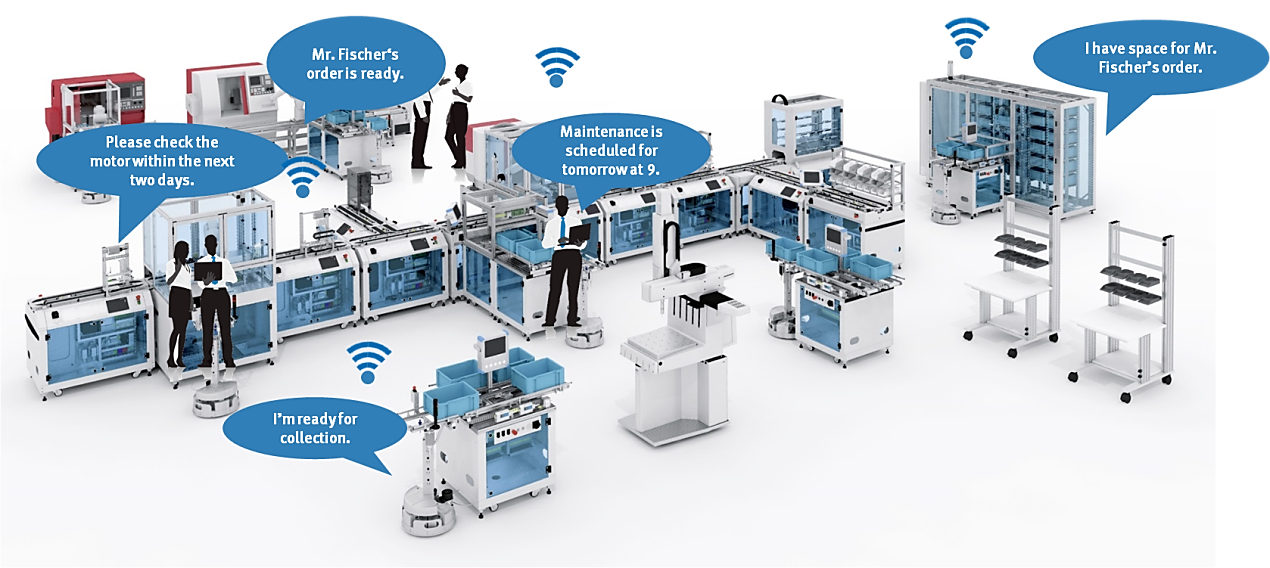 Mr. Fischer‘s
order is ready.
I have space for Mr.
Fischer’s order.
Please check the
motor within the next
two days.
Maintenance is
scheduled for
tomorrow at 9.
I’m ready for
collection.